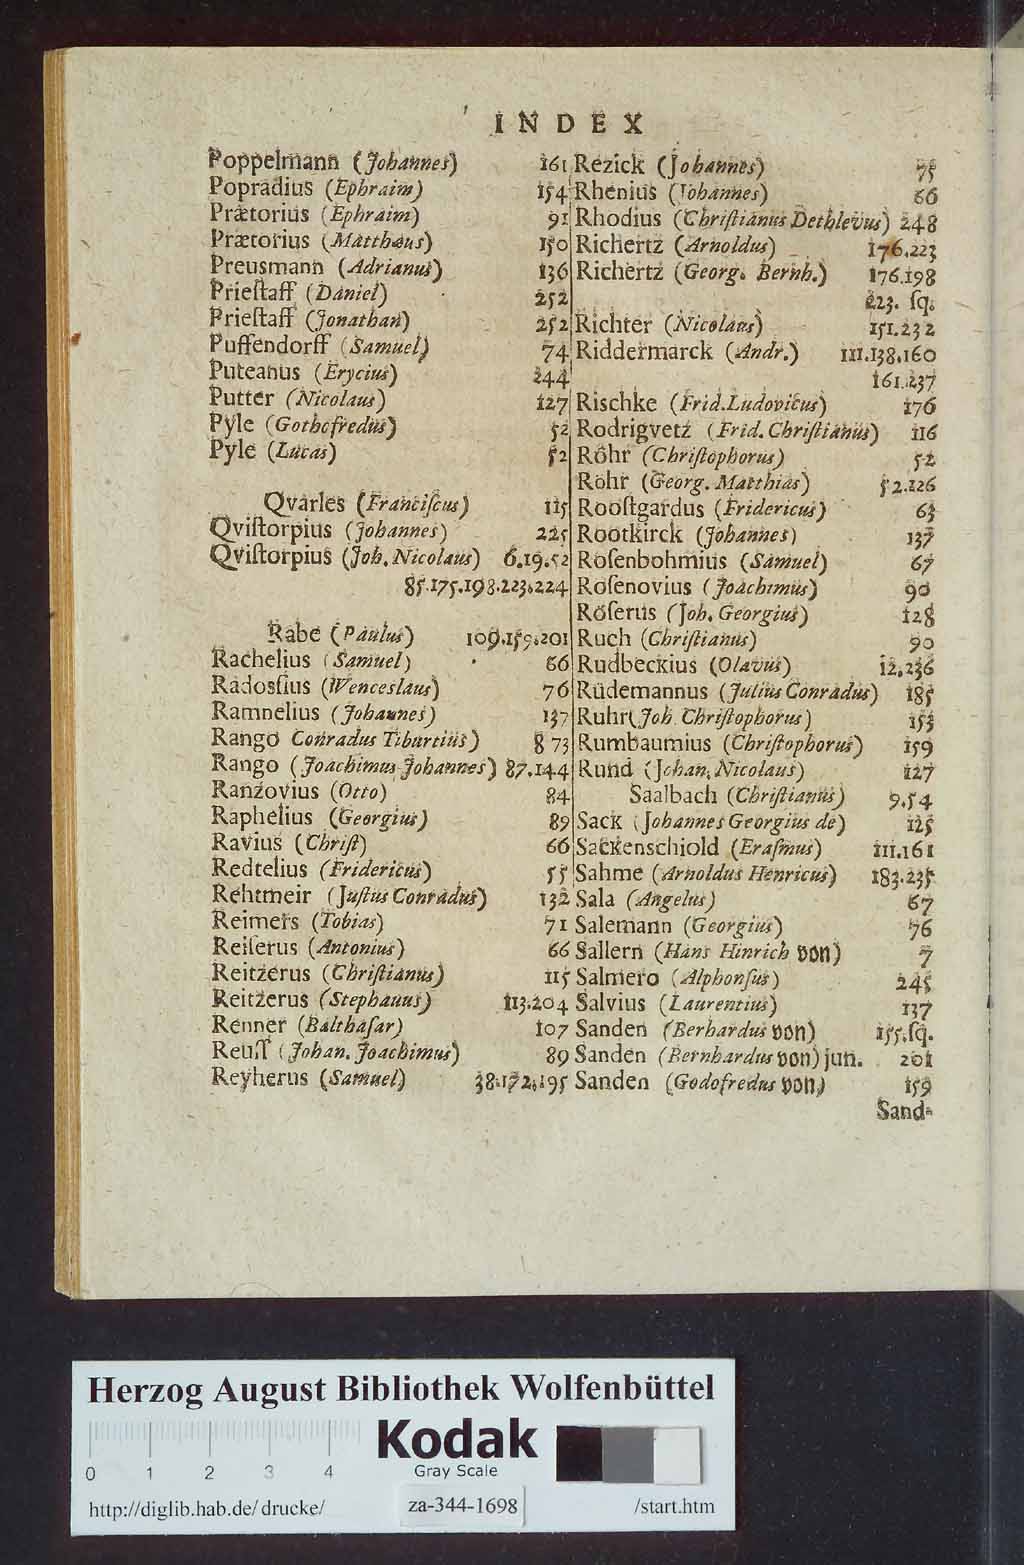 INDEX
Poppelmann (Johannes) 161
Popradius (Ephraim) 154
Prætorius (Ephraim) 91
Prætorius (Matthæus) 150
Preusmann (Adrianus) 136
Prieſtaff (Daniel) 252
Prieſtaff (Jonathan) 252
Puffendorff (Samuel) 74
Puteanus (Erycius) 244
Putter (Nicolaus) 127
Pyle (Gothofredus) 52
Pyle (Lucas) 52
Qvarles (Franciſcus) 115
Qviſtorpius (Johannes) 225
Qviſtorpius (Joh. Nicolaus) 6.19.52
85.175.198.223.224
Rabe (Paulus) 109.159.201
Rachelius (Samuel) 66
Radosſius (Wenceslaus) 76
Ramnelius (Johannes) 137
Rango Conradus Tiburtius) 8 73
Rango (Joachimus Johannes) 87.144
Ranzovius (Otto) 84
Raphelius (Georgius) 89
Ravius (Chriſt) 66
Redtelius (Fridericus) 55
Rehtmeir (Juſtus Conradus) 132
Reimers (Tobias) 71
Reiſerus (Antonius) 66
Reitzerus (Chriſtianus) 115
Reitzerus (Stephauus) 113.204
Renner (Balthaſar) 107
Reuſſ (Johan. Joachimus) 89
Reyherus (Samuel) 38.172.195
Rezick (Johannes) 75
Rhenius (Johannes) 66
Rhodius (Chriſtianus Dethlevus) 248
Richertz (Arnoldus) 176.223
Richertz (Georg. Bernh.) 176.198
223. ſq.
Richter (Nicolaus) 151.232
Riddermarck (Andr.) 111.138.160
161.237
Rischke (Frid. Ludovicus) 176
Rodrigvetz (Frid. Chriſtianus) 116
Röhr (Chriſtophorus) 52
Röhr (Georg. Matthias) 52.126
Rooſtgardus (Fridericus) 63
Rootkirck (Johannes) 137
Roſenbohmius (Samuel) 67
Roſenovius (Joachimus) 90
Röſerus (Joh. Georgius) 128
Ruch (Chriſtianus) 90
Rudbeckius (Olavus) 12.236
Rüdemannus (Julius Conradus) 185
Ruhr (Joh. Chriſtophorus) 153
Rumbaumius (Chriſtophorus) 159
Rund (Johan. Nicolaus) 127
Saalbach (Chriſtianus) 9.54
Sack (Johannes Georgius de) 125
Sackenschiold (Eraſmus) 111.161
Sahme (Arnoldus Henricus) 183.235
Sala (Angelus) 67
Salemann (Georgius) 76
Sallern (Hans Hinrich von) 7
Salmero (Alphonſus) 245
Salvius (Laurentius) 137
Sanden (Berhardus von) 155.ſq.
Sanden (Bernhardus von) jun. 201
Sanden (Godofredus von) 159
Sand-
Herzog August Bibliothek Wolfenbüttel
Kodak
Gray Scale
0 1 2 3 4
http://diglib.hab.de/drucke/ za-344-1698 /start.htm